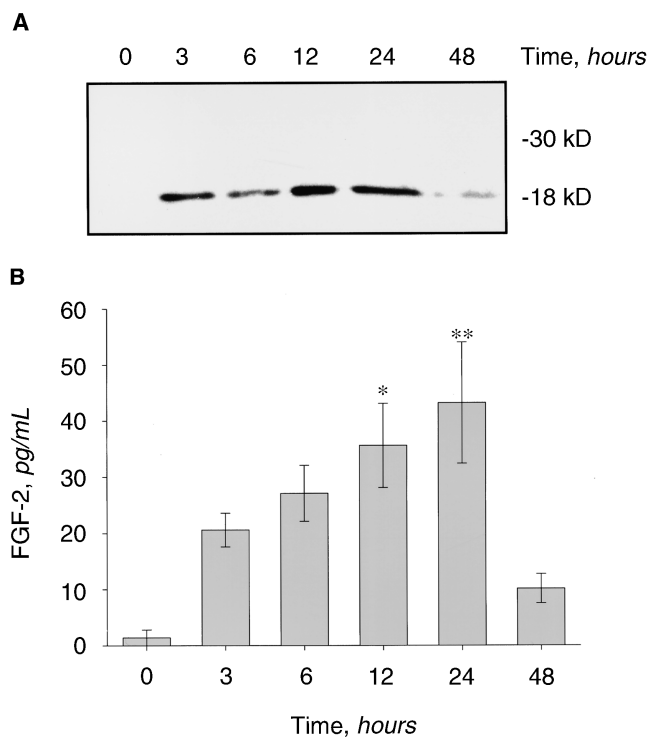 A
0 3 6 12 24 48 Time, hours
-30 kD
-18 kD
B
60
50
40
30
20
10
0
FGF-2, pg/mL
*
**
0 3 6 12 24 48
Time, hours